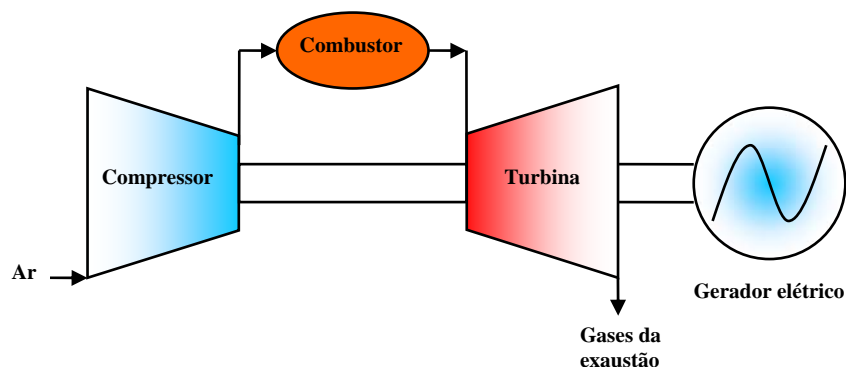 Combustor
Compressor
Turbina
Ar
Gerador elétrico
Gases da
exaustão